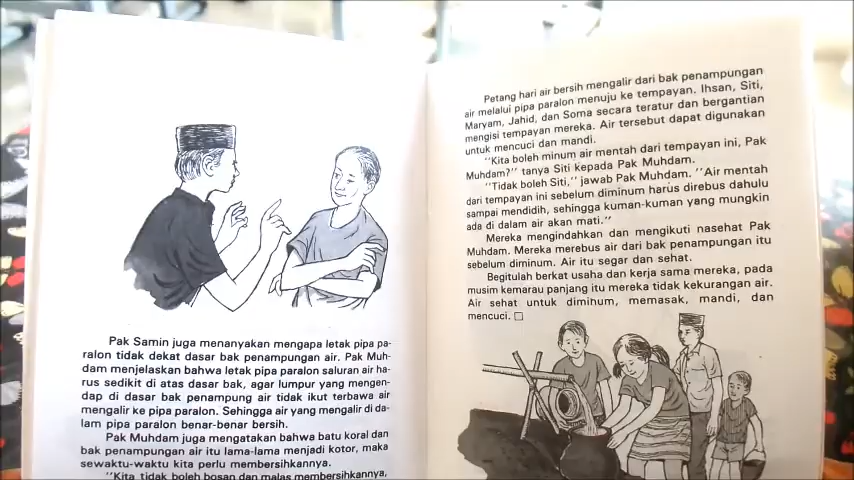 Pak Samin juga menanyakan mengapa letak pipa pa-
ralon tidak dekat dasar bak penampungan air. Pak Muh-
dam menjelaskan bahwa letak pipa paralon saluran air ha-
rus sedikit di atas dasar bak, agar lumpur yang mengen-
dap di dasar bak penampung air tidak ikut terbawa air
mengalir ke pipa paralon. Sehingga air yang mengalir di da-
lam pipa paralon benar-benar bersih.
Pak Muhdam juga mengatakan bahwa batu koral dan
bak penampungan air itu lama-lama menjadi kotor, maka
sewaktu-waktu kita perlu membersihkannya.
"Kita tidak boleh bosan dan malas membersihkannya,
Petang hari air bersih mengalir dari bak penampungan
air melalui pipa paralon menuju ke tempayan. Ihsan, Siti,
Maryam, Jahid, dan Soma secara teratur dan bergantian
mengisi tempayan mereka. Air tersebut dapat digunakan
untuk mencuci dan mandi.
"Kita boleh minum air mentah dari tempayan ini, Pak
Muhdam?" tanya Siti kepada Pak Muhdam.
"Tidak boleh Siti," jawab Pak Muhdam. "Air mentah
dari tempayan ini sebelum diminum harus direbus dahulu
sampai mendidih, sehingga kuman-kuman yang mungkin
ada di dalam air akan mati."
Mereka mengindahkan dan mengikuti nasehat Pak
Muhdam. Mereka merebus air dari bak penampungan itu
sebelum diminum. Air itu segar dan sehat.
Begitulah berkat usaha dan kerja sama mereka, pada
musim kemarau panjang itu mereka tidak kekurangan air.
Air sehat untuk diminum, memasak, mandi, dan
mencuci. □